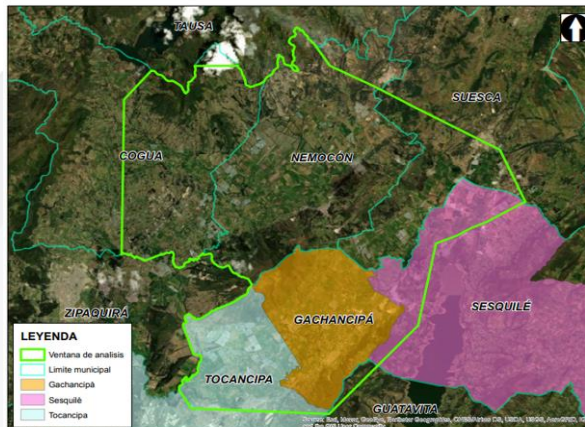 TAUSA
SUESCA
COGUA
NEMOCÓN
ZIPAQUIRÁ
GACHANCIPÁ
SESQUILÉ
TOCANCIPA
GUATAVITA
LEYENDA
Ventana de analisis
Limite municipal
Gachancipá
Sesquilé
Tocancipa